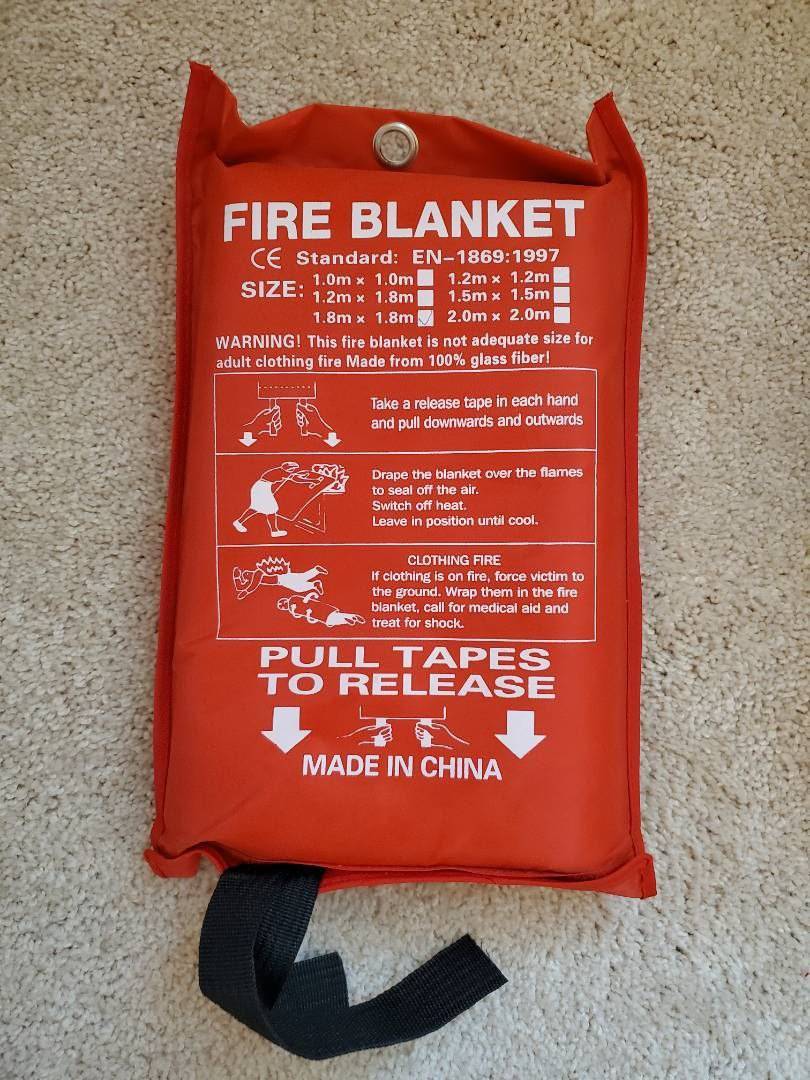 FIRE BLANKET
CE Standard: EN-1869:1997
SIZE: 1.0m × 1.0m 1.2m × 1.2m
1.2m × 1.8m 1.5m × 1.5m
1.8m × 1.8m ✓ 2.0m × 2.0m
WARNING! This fire blanket is not adequate size for
adult clothing fire Made from 100% glass fiber!
Take a release tape in each hand
and pull downwards and outwards
Drape the blanket over the flames
to seal off the air.
Switch off heat.
Leave in position until cool.
CLOTHING FIRE
If clothing is on fire, force victim to
the ground. Wrap them in the fire
blanket, call for medical aid and
treat for shock.
PULL TAPES
TO RELEASE
MADE IN CHINA